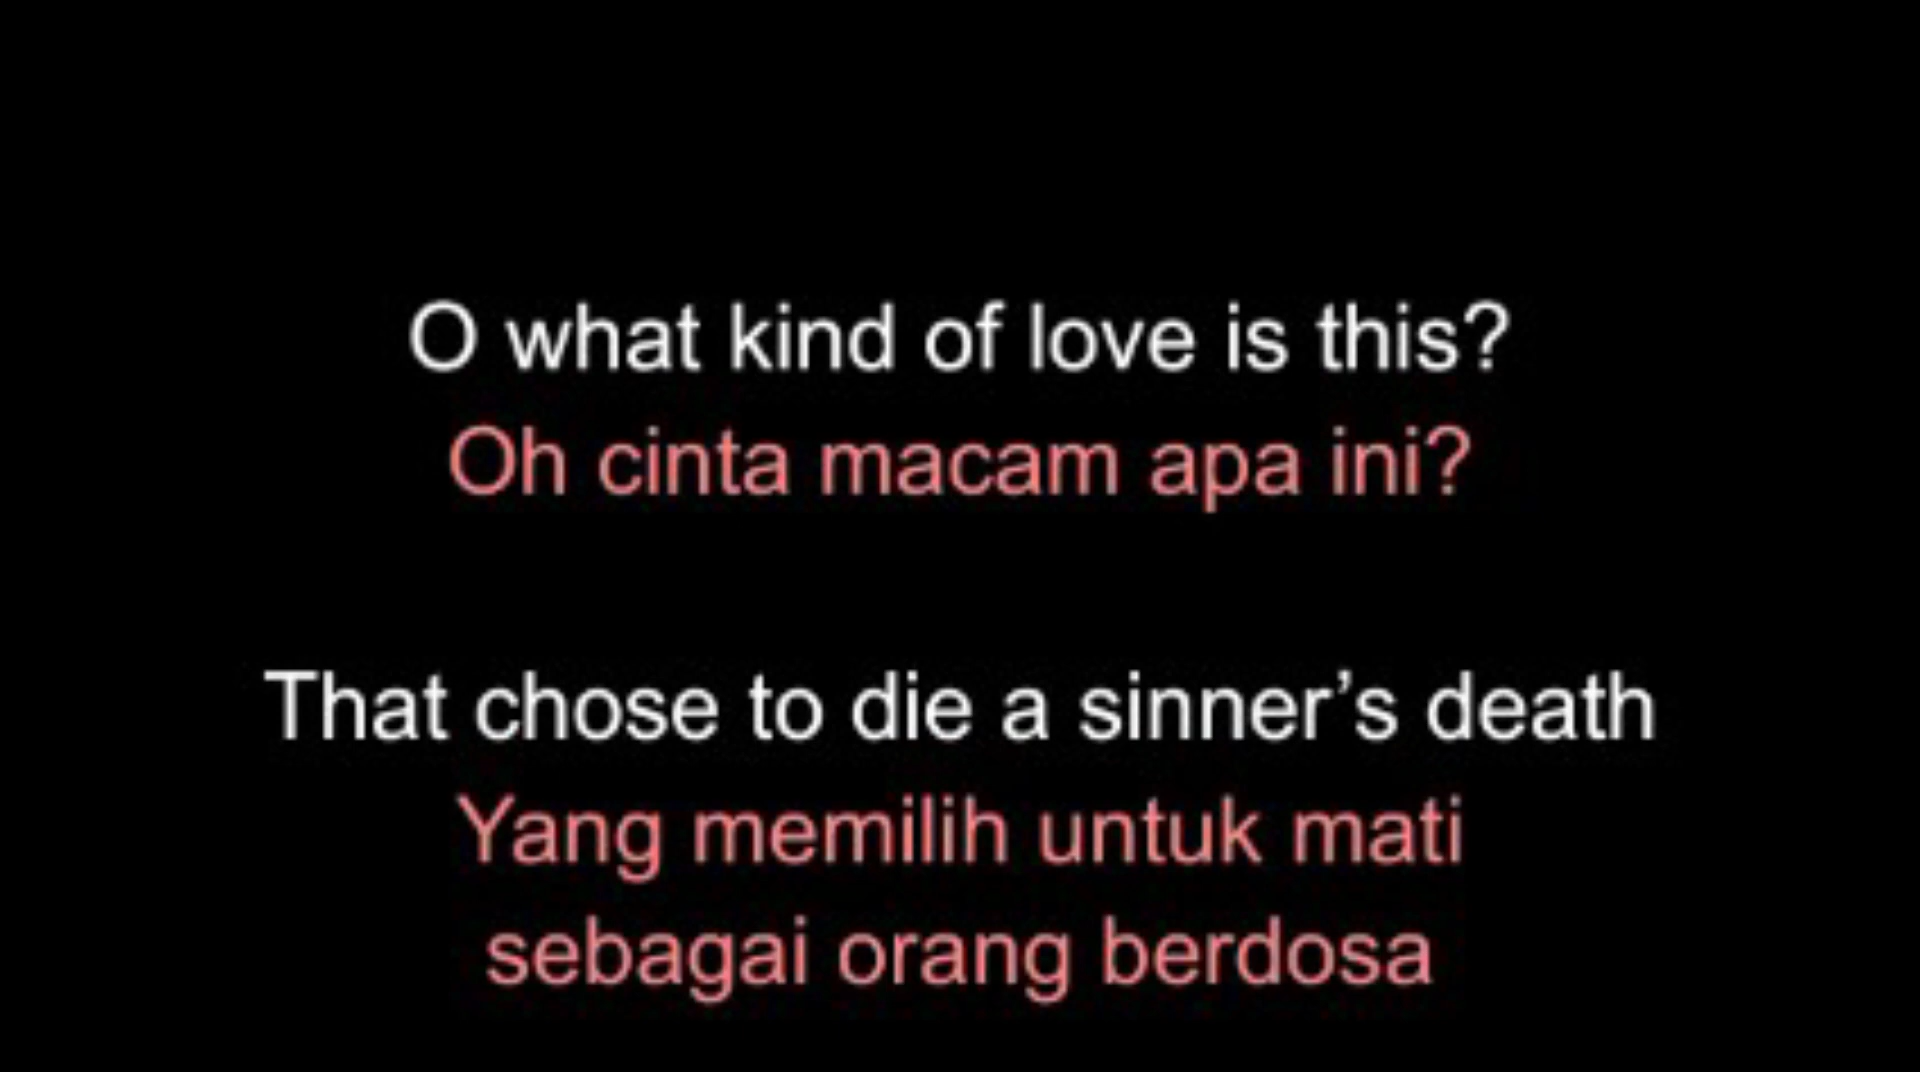 O what kind of love is this?
Oh cinta macam apa ini?
That chose to die a sinner’s death
Yang memilih untuk mati
sebagai orang berdosa